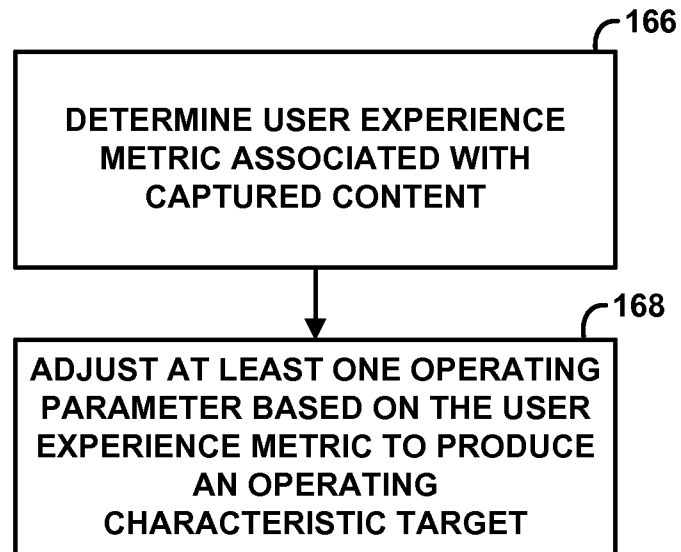 166
DETERMINE USER EXPERIENCE
METRIC ASSOCIATED WITH
CAPTURED CONTENT
168
ADJUST AT LEAST ONE OPERATING
PARAMETER BASED ON THE USER
EXPERIENCE METRIC TO PRODUCE
AN OPERATING
CHARACTERISTIC TARGET